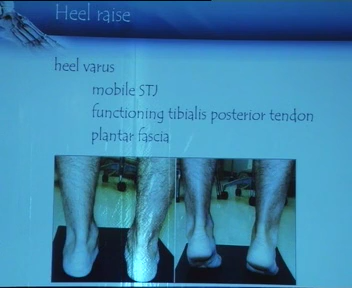 Heel raise
heel varus
mobile STJ
functioning tibialis posterior tendon
plantar fascia